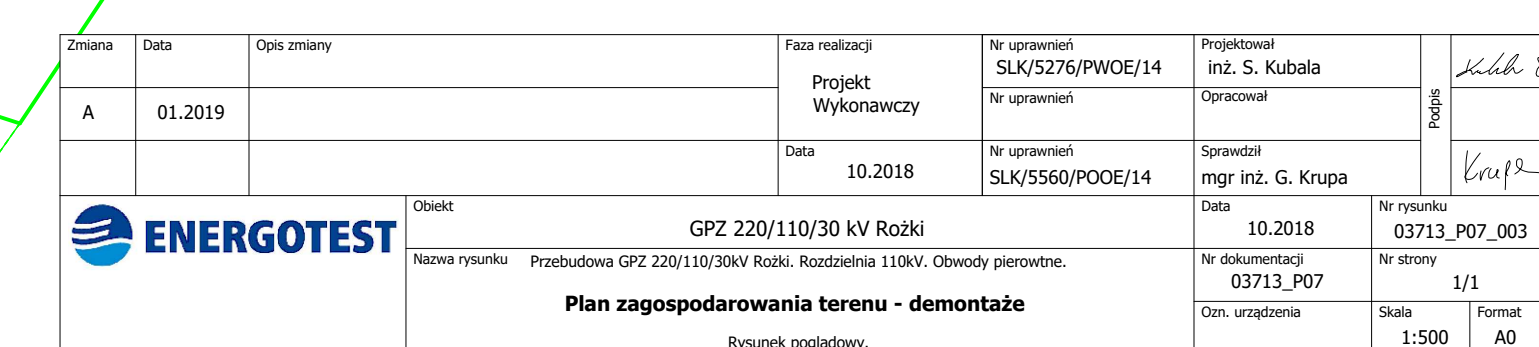 Zmiana Data Opis zmiany Faza realizacji Nr uprawnień Projektował
SLK/5276/PWOE/14 inż. S. Kubala
Projekt
Wykonawczy
Nr uprawnień Opracował
A 01.2019
Podpis
Data Nr uprawnień Sprawdził
10.2018 SLK/5560/POOE/14 mgr inż. G. Krupa
Krupa
ENERGOTEST
Obiekt Data Nr rysunku
GPZ 220/110/30 kV Rożki 10.2018 03713_P07_003
Nazwa rysunku Przebudowa GPZ 220/110/30kV Rożki. Rozdzielnia 110kV. Obwody pierowtne. Nr dokumentacji Nr strony
03713_P07 1/1
Plan zagospodarowania terenu - demontaże
Ozn. urządzenia Skala Format
1:500 A0
Rysunek poglądowy.